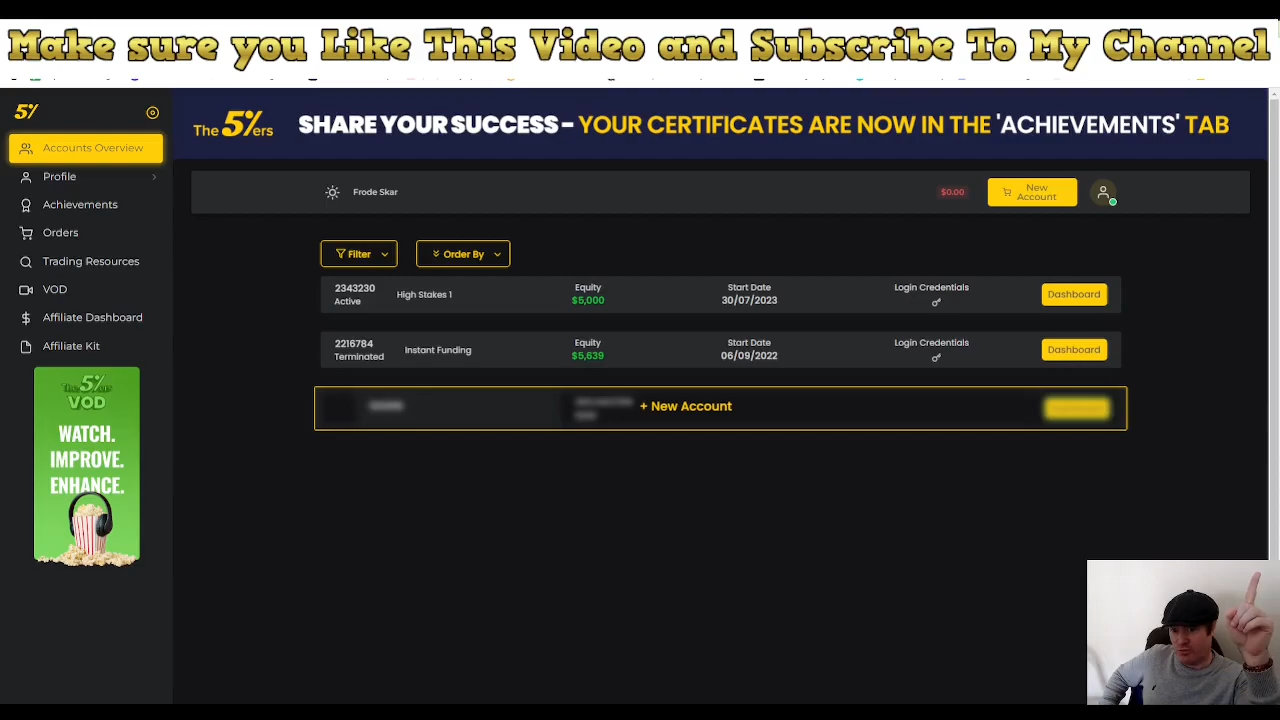 Make sure you Like This Video and Subscribe To My Channel
5%
The 5%ers SHARE YOUR SUCCESS – YOUR CERTIFICATES ARE NOW IN THE 'ACHIEVEMENTS' TAB
Accounts Overview
Profile
Achievements
Orders
Trading Resources
VOD
Affiliate Dashboard
Affiliate Kit
The 5%ers
VOD
WATCH.
IMPROVE.
ENHANCE.
Frode Skar
$0.00
New
Account
Filter
Order By
2343230
Active
High Stakes 1
Equity
$5,000
Start Date
30/07/2023
Login Credentials
Dashboard
2216784
Terminated
Instant Funding
Equity
$5,639
Start Date
06/09/2022
Login Credentials
Dashboard
+ New Account